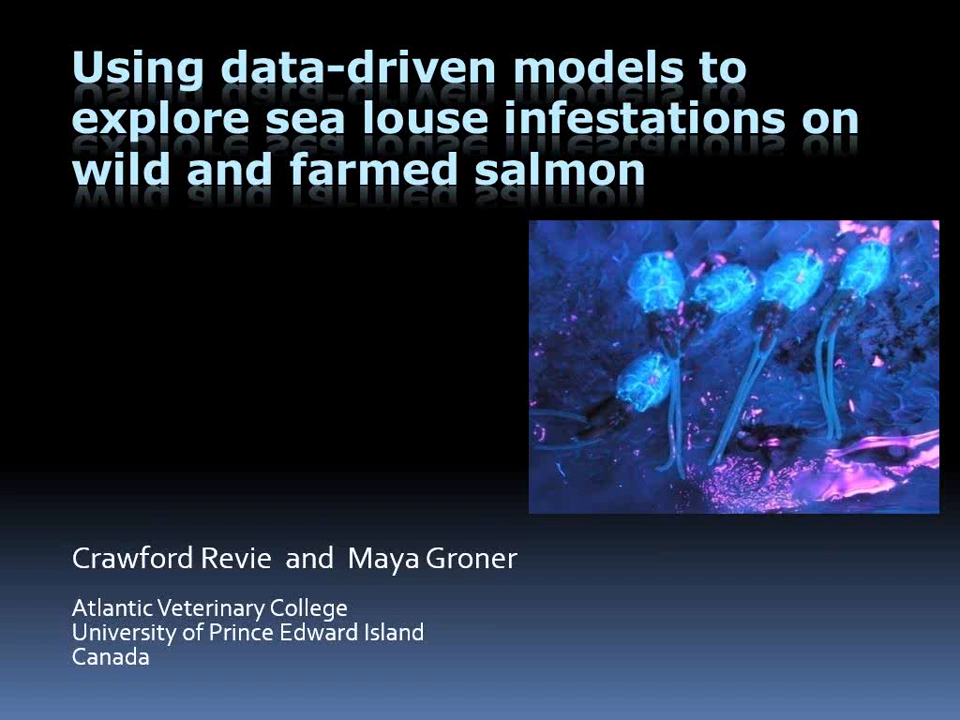 Using data-driven models to
explore sea louse infestations on
wild and farmed salmon
Crawford Revie and Maya Groner
Atlantic Veterinary College
University of Prince Edward Island
Canada